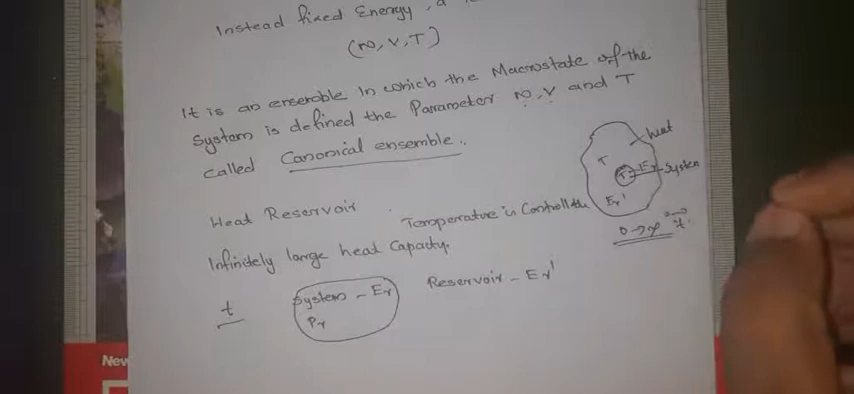 Instead fixed Energy, a
(N, V, T)
It is an ensemble in which the Macrostate of the
System is defined the Parameter N, V and T
Called Canonical ensemble.
heat
T
T
Er
System
Er'
Heat Reservoir
Temperature is Controll the
Infinitely large heat Capacity.
0→∞
t.
t
System - Er
Reservoir - Er'
Pr
New